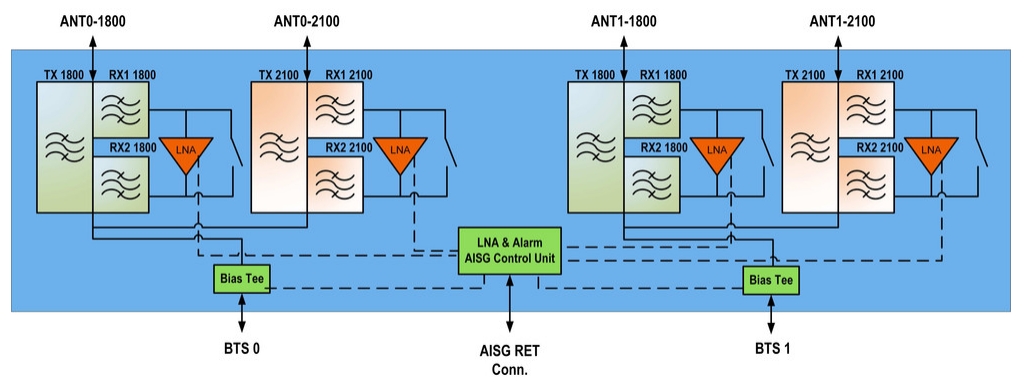 ANT0-1800
ANT0-2100
ANT1-1800
ANT1-2100
TX 1800
RX1 1800
TX 2100
RX1 2100
TX 1800
RX1 1800
TX 2100
RX1 2100
LNA
LNA
LNA
LNA
RX2 1800
RX2 2100
RX2 1800
RX2 2100
LNA & Alarm
AISG Control Unit
Bias Tee
Bias Tee
BTS 0
AISG RET
Conn.
BTS 1